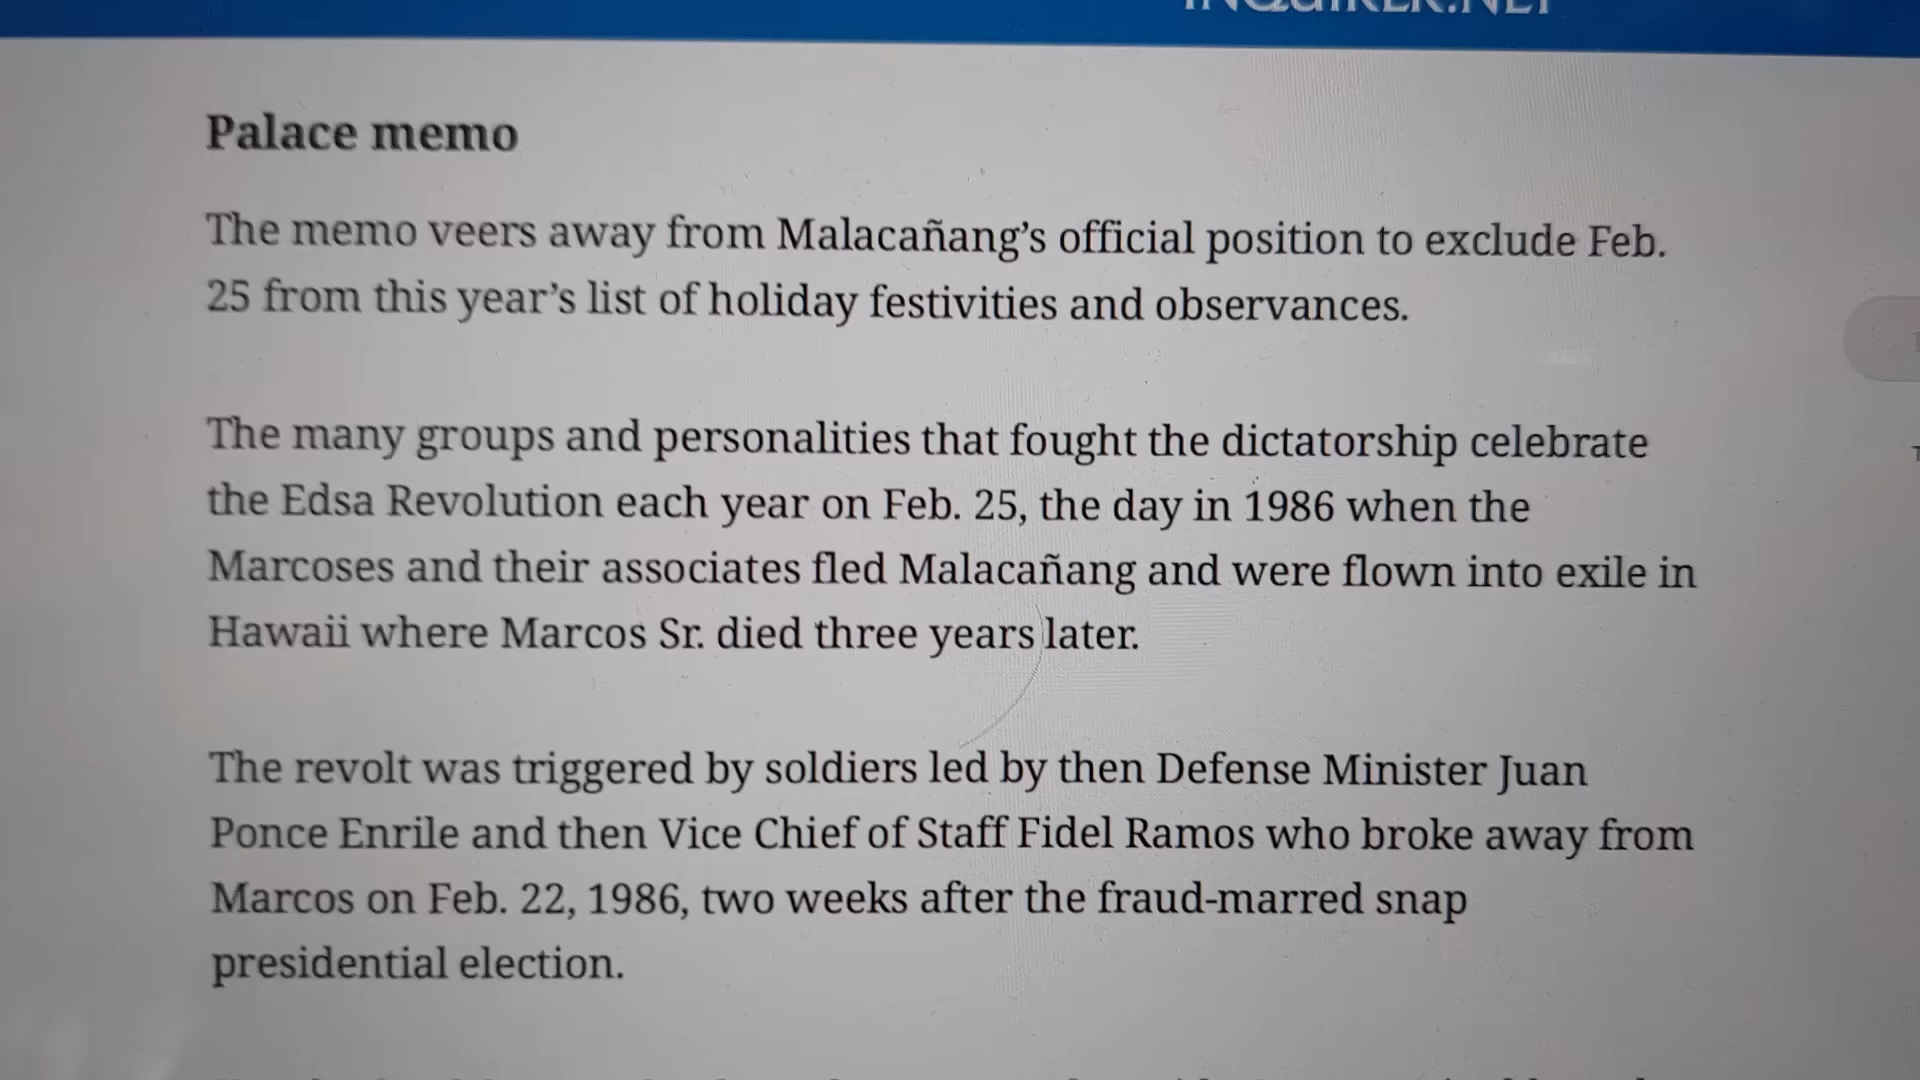 INQUIRER.NET
Palace memo
The memo veers away from Malacañang’s official position to exclude Feb.
25 from this year’s list of holiday festivities and observances.
The many groups and personalities that fought the dictatorship celebrate
the Edsa Revolution each year on Feb. 25, the day in 1986 when the
Marcoses and their associates fled Malacañang and were flown into exile in
Hawaii where Marcos Sr. died three years later.
The revolt was triggered by soldiers led by then Defense Minister Juan
Ponce Enrile and then Vice Chief of Staff Fidel Ramos who broke away from
Marcos on Feb. 22, 1986, two weeks after the fraud-marred snap
presidential election.